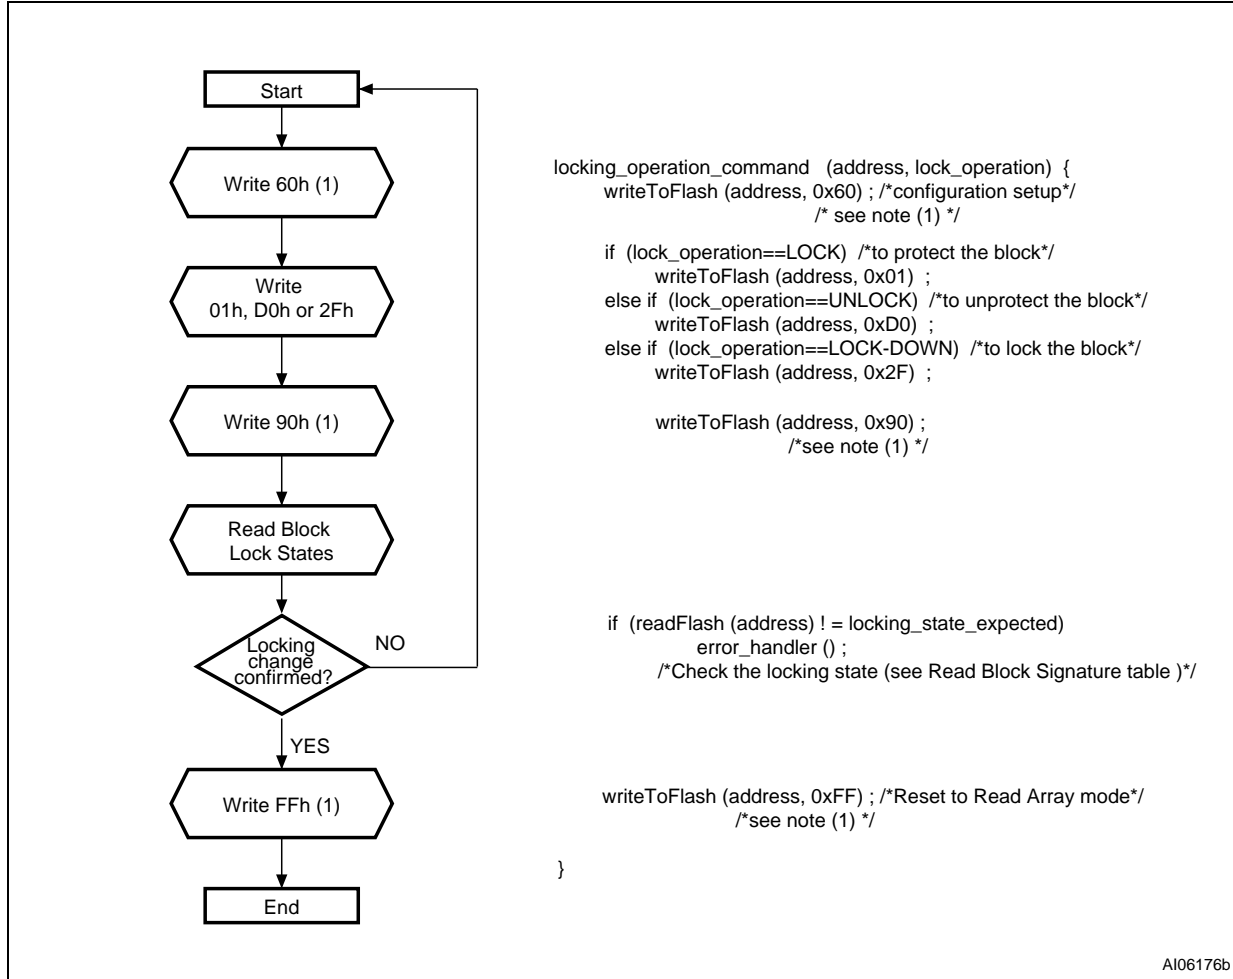 Start
Write 60h (1)
Write
01h, D0h or 2Fh
Write 90h (1)
Read Block
Lock States
Locking
change
confirmed?
NO
YES
Write FFh (1)
End
locking_operation_command (address, lock_operation) {
writeToFlash (address, 0x60) ; /*configuration setup*/
/* see note (1) */
if (lock_operation==LOCK) /*to protect the block*/
writeToFlash (address, 0x01) ;
else if (lock_operation==UNLOCK) /*to unprotect the block*/
writeToFlash (address, 0xD0) ;
else if (lock_operation==LOCK-DOWN) /*to lock the block*/
writeToFlash (address, 0x2F) ;
writeToFlash (address, 0x90) ;
/*see note (1) */
if (readFlash (address) ! = locking_state_expected)
error_handler () ;
/*Check the locking state (see Read Block Signature table )*/
writeToFlash (address, 0xFF) ; /*Reset to Read Array mode*/
/*see note (1) */
}
AI06176b